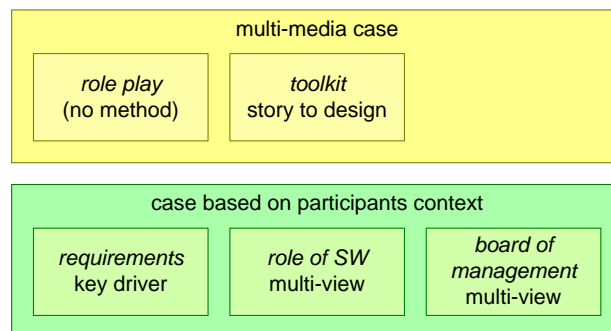 multi-media case
role play
(no method)
toolkit
story to design
case based on participants context
requirements
key driver
role of SW
multi-view
board of
management
multi-view